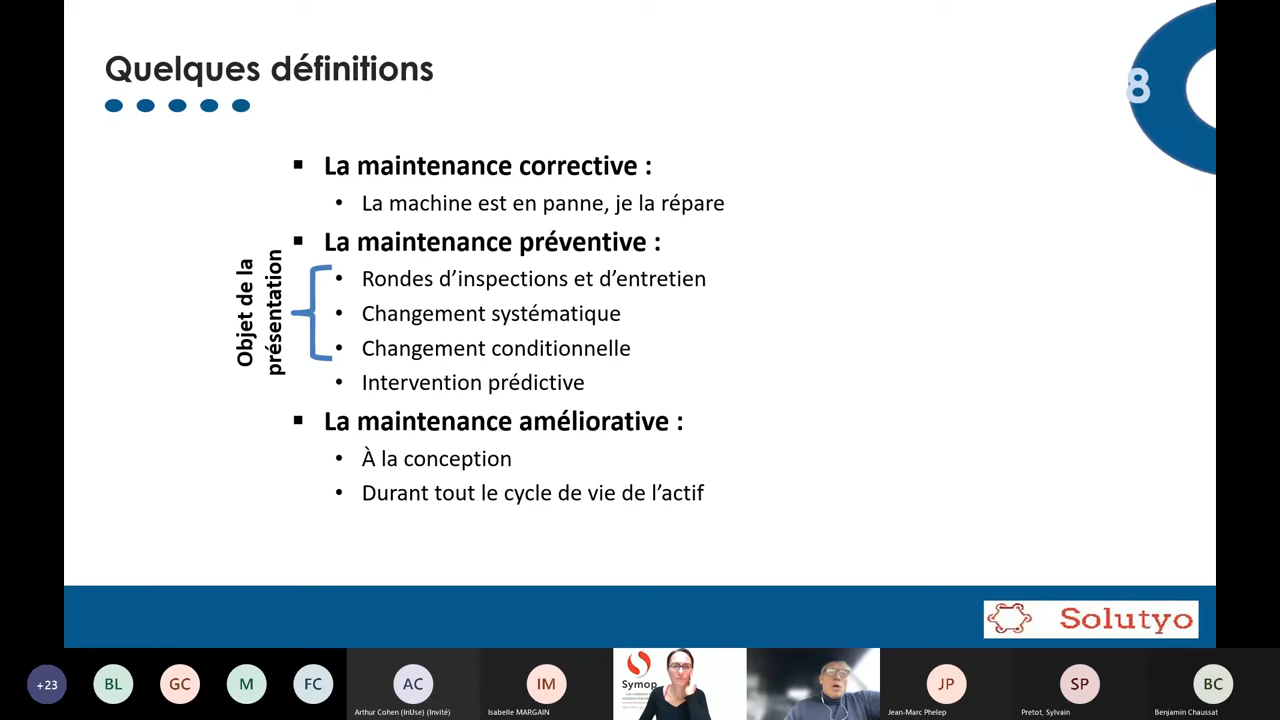 Quelques définitions
8
La maintenance corrective :
La machine est en panne, je la répare
La maintenance préventive :
Objet de la
présentation
Rondes d’inspections et d’entretien
Changement systématique
Changement conditionnelle
Intervention prédictive
La maintenance améliorative :
À la conception
Durant tout le cycle de vie de l’actif
Solutyo
+23
BL
GC
M
FC
AC
Arthur Cohen (InUse) (Invité)
IM
Isabelle MARGAIN
Symop
JP
Jean-Marc Phelep
SP
Pretot, Sylvain
BC
Benjamin Chaussat